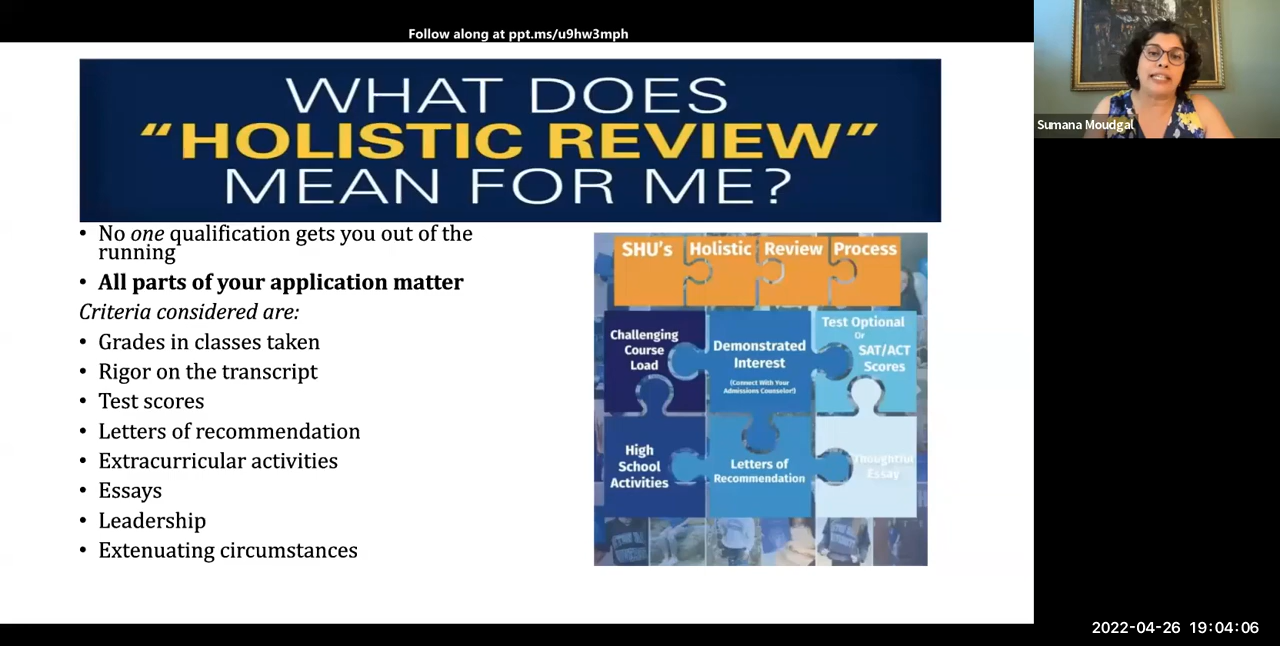 Follow along at ppt.ms/u9hw3mph
WHAT DOES
“HOLISTIC REVIEW”
MEAN FOR ME?
• No one qualification gets you out of the
running
• All parts of your application matter
Criteria considered are:
• Grades in classes taken
• Rigor on the transcript
• Test scores
• Letters of recommendation
• Extracurricular activities
• Essays
• Leadership
• Extenuating circumstances
SHU's Holistic Review Process
Challenging
Course
Load
Demonstrated
Interest
(Connect With Your
Admissions Counselor!)
Test Optional
Or
SAT/ACT
Scores
High
School
Activities
Letters of
Recommendation
Thoughtful
Essay
Sumana Moudgal
2022-04-26 19:04:06